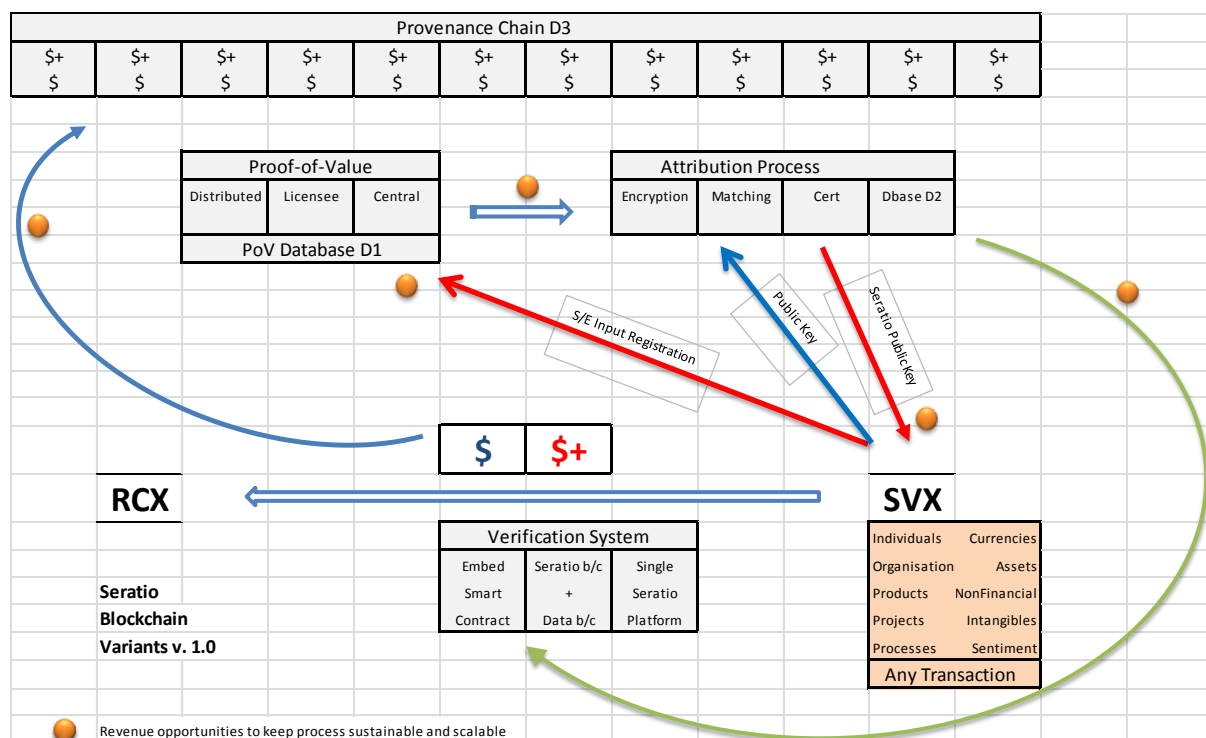 Provenance Chain D3
$+ $+ $+ $+ $+ $+ $+ $+ $+ $+ $+ $+
$ $ $ $ $ $ $ $ $ $ $ $
Proof-of-Value
Distributed Licensee Central
PoV Database D1
Attribution Process
Encryption Matching Cert Dbase D2
S/E Input Registration
Public Key
Seratio Public Key
$ $+
RCX
SVX
Verification System
Embed Seratio b/c Single
Smart + Seratio
Contract Data b/c Platform
Individuals Currencies
Organisation Assets
Products NonFinancial
Projects Intangibles
Processes Sentiment
Any Transaction
Seratio
Blockchain
Variants v. 1.0
Revenue opportunities to keep process sustainable and scalable